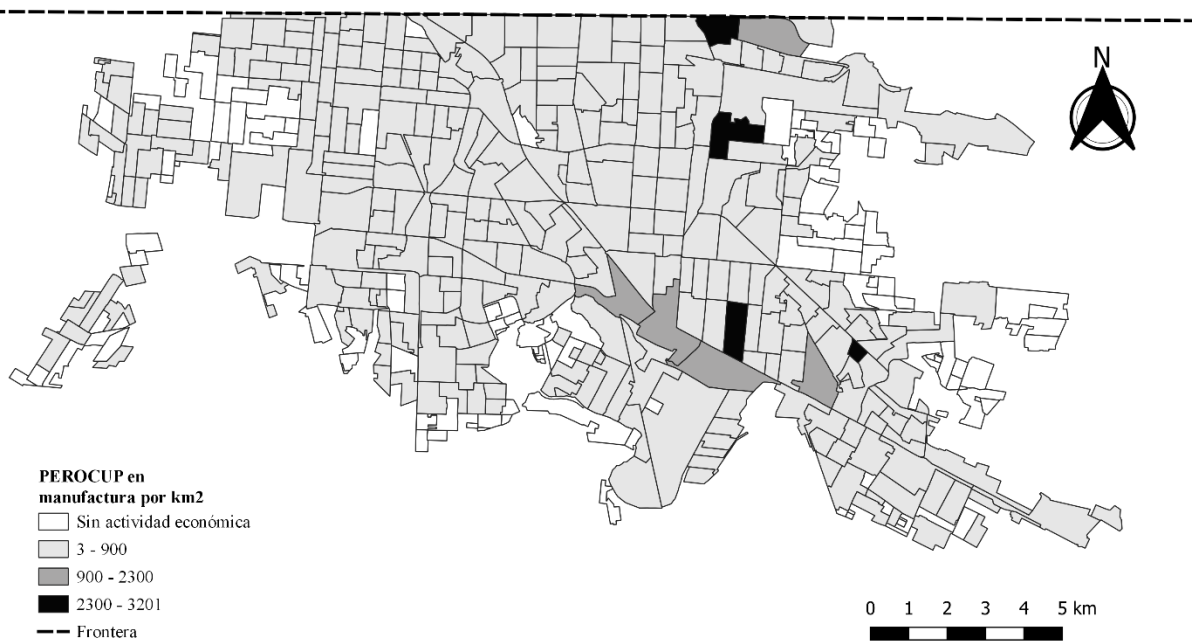 N
PEROCUP en
manufactura por km2
Sin actividad económica
3 - 900
900 - 2300
2300 - 3201
Frontera
0 1 2 3 4 5 km